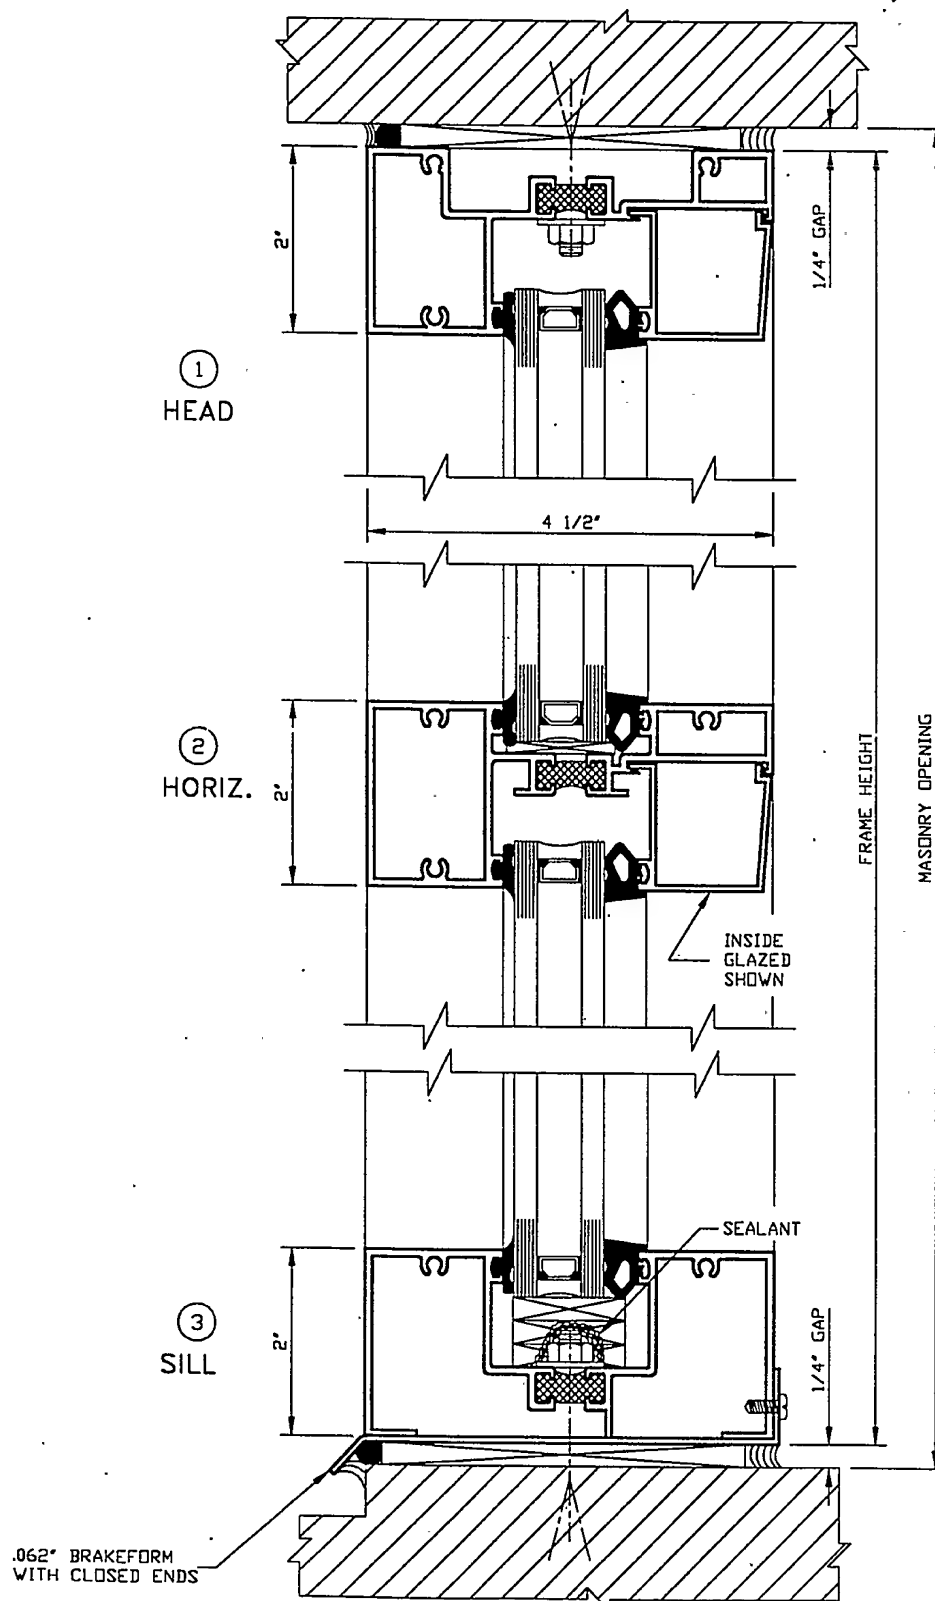 2"
1/4" GAP
1
HEAD
4 1/2"
2
HORIZ.
2"
FRAME HEIGHT
MASONRY OPENING
INSIDE
GLAZED
SHOWN
SEALANT
3
SILL
2"
1/4" GAP
.062" BRAKEFORM
WITH CLOSED ENDS